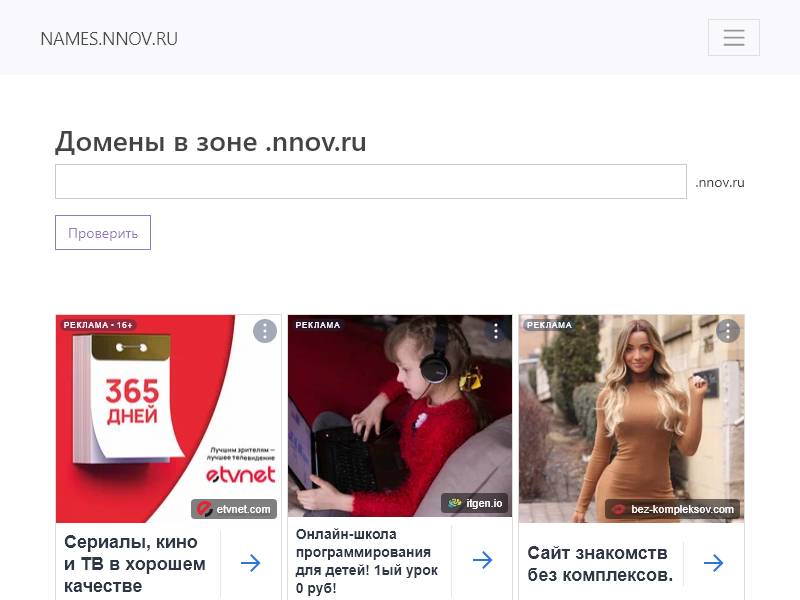 NAMES.NNOV.RU
Домены в зоне .nnov.ru
.nnov.ru
Проверить
РЕКЛАМА • 16+
365
ДНЕЙ
Лучшим зрителям —
лучшее телевидение
etvnet
etvnet.com
Сериалы, кино
и ТВ в хорошем
качестве
РЕКЛАМА
itgen.io
Онлайн-школа
программирования
для детей! 1ый урок
0 руб!
РЕКЛАМА
bez-kompleksov.com
Сайт знакомств
без комплексов.